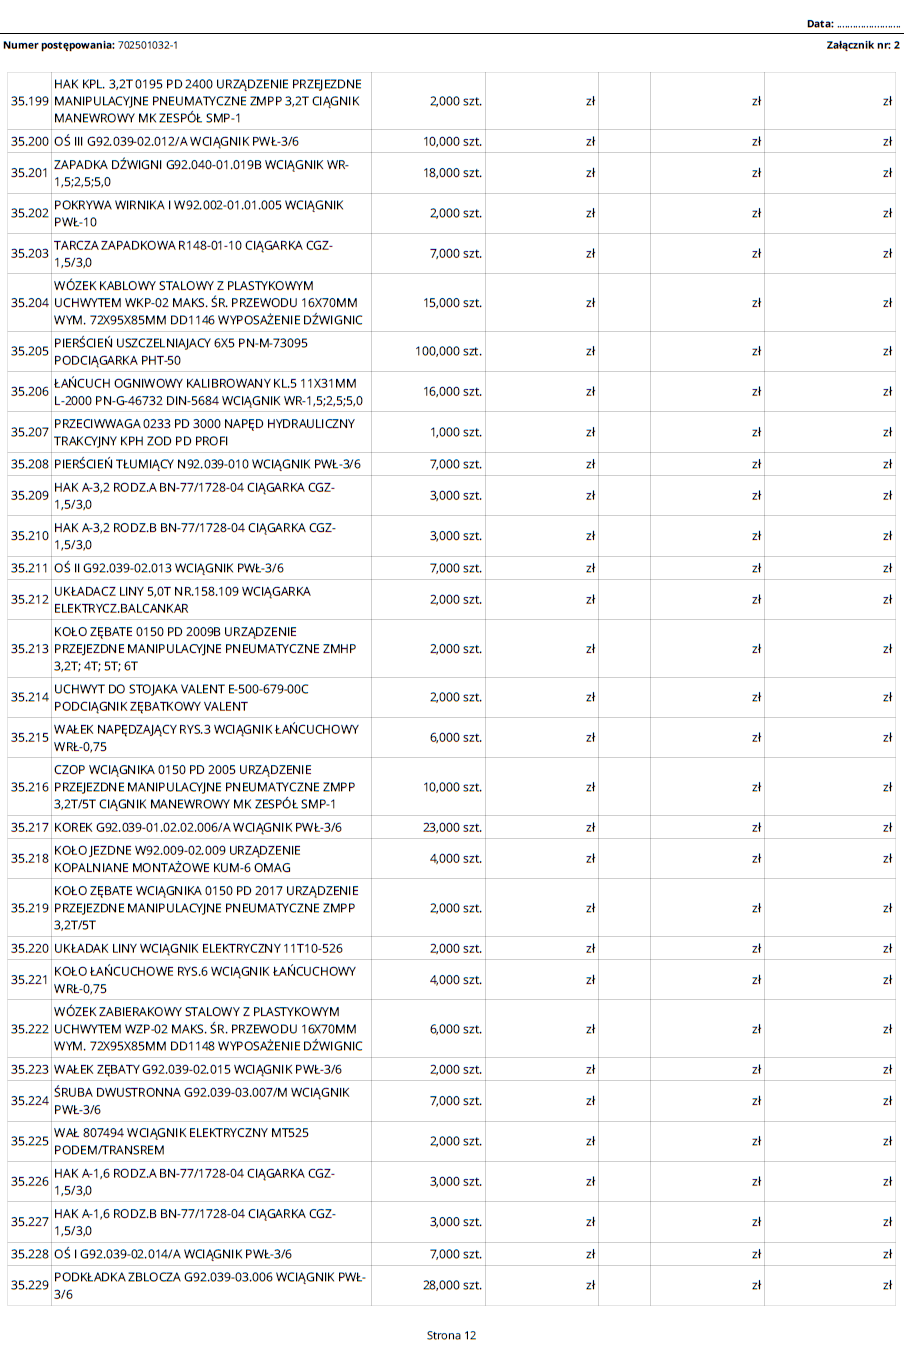 Data: ........................
Numer postępowania: 702501032-1 Załącznik nr: 2
HAK KPL. 3,2T 0195 PD 2400 URZĄDZENIE PRZEJEZDNE
35.199 MANIPULACYJNE PNEUMATYCZNE ZMPP 3,2T CIĄGNIK 2,000 szt. zł zł zł
MANEWROWY MK ZESPÓŁ SMP-1
35.200 OŚ III G92.039-02.012/A WCIĄGNIK PWŁ-3/6 10,000 szt. zł zł zł
35.201 ZAPADKA DŹWIGNI G92.040-01.019B WCIĄGNIK WR- 18,000 szt. zł zł zł
1,5;2,5;5,0
35.202 POKRYWA WIRNIKA I W92.002-01.01.005 WCIĄGNIK 2,000 szt. zł zł zł
PWŁ-10
35.203 TARCZA ZAPADKOWA R148-01-10 CIĄGARKA CGZ- 7,000 szt. zł zł zł
1,5/3,0
WÓZEK KABLOWY STALOWY Z PLASTYKOWYM
35.204 UCHWYTEM WKP-02 MAKS. ŚR. PRZEWODU 16X70MM 15,000 szt. zł zł zł
WYM. 72X95X85MM DD1146 WYPOSAŻENIE DŹWIGNIC
35.205 PIERŚCIEŃ USZCZELNIAJACY 6X5 PN-M-73095 100,000 szt. zł zł zł
PODCIĄGARKA PHT-50
35.206 ŁAŃCUCH OGNIWOWY KALIBROWANY KL.5 11X31MM 16,000 szt. zł zł zł
L-2000 PN-G-46732 DIN-5684 WCIĄGNIK WR-1,5;2,5;5,0
35.207 PRZECIWWAGA 0233 PD 3000 NAPĘD HYDRAULICZNY 1,000 szt. zł zł zł
TRAKCYJNY KPH ZOD PD PROFI
35.208 PIERŚCIEŃ TŁUMIĄCY N92.039-010 WCIĄGNIK PWŁ-3/6 7,000 szt. zł zł zł
35.209 HAK A-3,2 RODZ.A BN-77/1728-04 CIĄGARKA CGZ- 3,000 szt. zł zł zł
1,5/3,0
35.210 HAK A-3,2 RODZ.B BN-77/1728-04 CIĄGARKA CGZ- 3,000 szt. zł zł zł
1,5/3,0
35.211 OŚ II G92.039-02.013 WCIĄGNIK PWŁ-3/6 7,000 szt. zł zł zł
35.212 UKŁADACZ LINY 5,0T NR.158.109 WCIĄGARKA 2,000 szt. zł zł zł
ELEKTRYCZ.BALCANKAR
KOŁO ZĘBATE 0150 PD 2009B URZĄDZENIE
35.213 PRZEJEZDNE MANIPULACYJNE PNEUMATYCZNE ZMHP 2,000 szt. zł zł zł
3,2T; 4T; 5T; 6T
35.214 UCHWYT DO STOJAKA VALENT E-500-679-00C 2,000 szt. zł zł zł
PODCIĄGNIK ZĘBATKOWY VALENT
35.215 WAŁEK NAPĘDZAJĄCY RYS.3 WCIĄGNIK ŁAŃCUCHOWY 6,000 szt. zł zł zł
WRŁ-0,75
CZOP WCIĄGNIKA 0150 PD 2005 URZĄDZENIE
35.216 PRZEJEZDNE MANIPULACYJNE PNEUMATYCZNE ZMPP 10,000 szt. zł zł zł
3,2T/5T CIĄGNIK MANEWROWY MK ZESPÓŁ SMP-1
35.217 KOREK G92.039-01.02.02.006/A WCIĄGNIK PWŁ-3/6 23,000 szt. zł zł zł
35.218 KOŁO JEZDNE W92.009-02.009 URZĄDZENIE 4,000 szt. zł zł zł
KOPALNIANE MONTAŻOWE KUM-6 OMAG
KOŁO ZĘBATE WCIĄGNIKA 0150 PD 2017 URZĄDZENIE
35.219 PRZEJEZDNE MANIPULACYJNE PNEUMATYCZNE ZMPP 2,000 szt. zł zł zł
3,2T/5T
35.220 UKŁADAK LINY WCIĄGNIK ELEKTRYCZNY 11T10-526 2,000 szt. zł zł zł
35.221 KOŁO ŁAŃCUCHOWE RYS.6 WCIĄGNIK ŁAŃCUCHOWY 4,000 szt. zł zł zł
WRŁ-0,75
WÓZEK ZABIERAKOWY STALOWY Z PLASTYKOWYM
35.222 UCHWYTEM WZP-02 MAKS. ŚR. PRZEWODU 16X70MM 6,000 szt. zł zł zł
WYM. 72X95X85MM DD1148 WYPOSAŻENIE DŹWIGNIC
35.223 WAŁEK ZĘBATY G92.039-02.015 WCIĄGNIK PWŁ-3/6 2,000 szt. zł zł zł
35.224 ŚRUBA DWUSTRONNA G92.039-03.007/M WCIĄGNIK 7,000 szt. zł zł zł
PWŁ-3/6
35.225 WAŁ 807494 WCIĄGNIK ELEKTRYCZNY MT525 2,000 szt. zł zł zł
PODEM/TRANSREM
35.226 HAK A-1,6 RODZ.A BN-77/1728-04 CIĄGARKA CGZ- 3,000 szt. zł zł zł
1,5/3,0
35.227 HAK A-1,6 RODZ.B BN-77/1728-04 CIĄGARKA CGZ- 3,000 szt. zł zł zł
1,5/3,0
35.228 OŚ I G92.039-02.014/A WCIĄGNIK PWŁ-3/6 7,000 szt. zł zł zł
35.229 PODKŁADKA ZBLOCZA G92.039-03.006 WCIĄGNIK PWŁ- 28,000 szt. zł zł zł
3/6
Strona 12